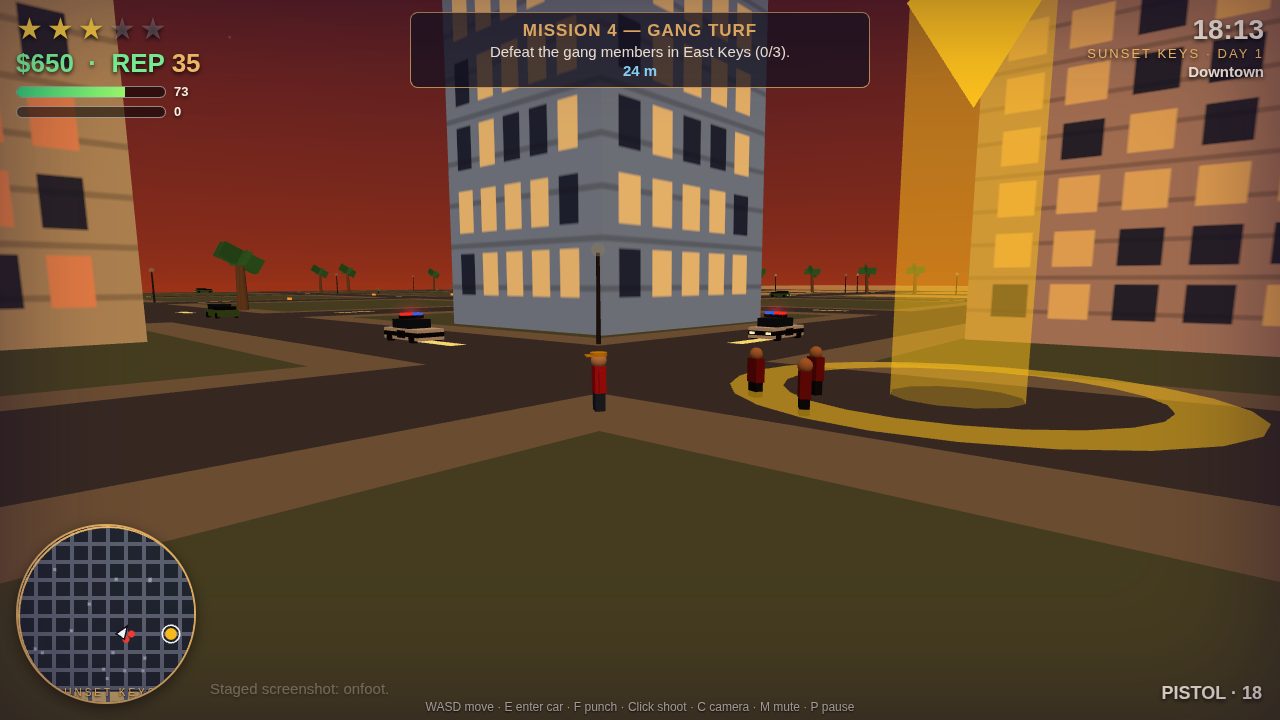 MISSION 4 — GANG TURF
Defeat the gang members in East Keys (0/3).
24 m
$650 · REP 35
73
0
18:13
SUNSET KEYS · DAY 1
Downtown
UNSET KEYS
Staged screenshot: onfoot.
WASD move · E enter car · F punch · Click shoot · C camera · M mute · P pause
PISTOL · 18